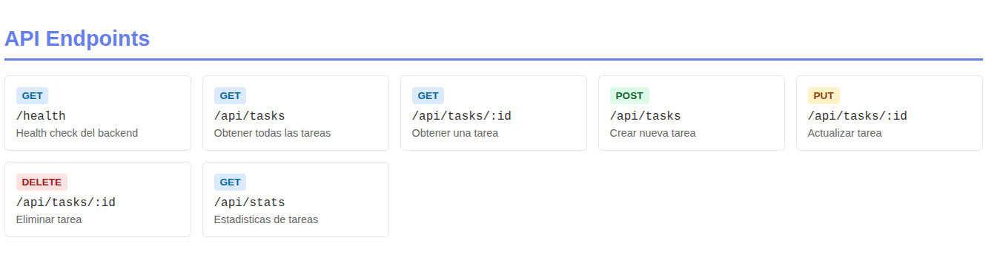 API Endpoints
GET
/health
Health check del backend
GET
/api/tasks
Obtener todas las tareas
GET
/api/tasks/:id
Obtener una tarea
POST
/api/tasks
Crear nueva tarea
PUT
/api/tasks/:id
Actualizar tarea
DELETE
/api/tasks/:id
Eliminar tarea
GET
/api/stats
Estadisticas de tareas